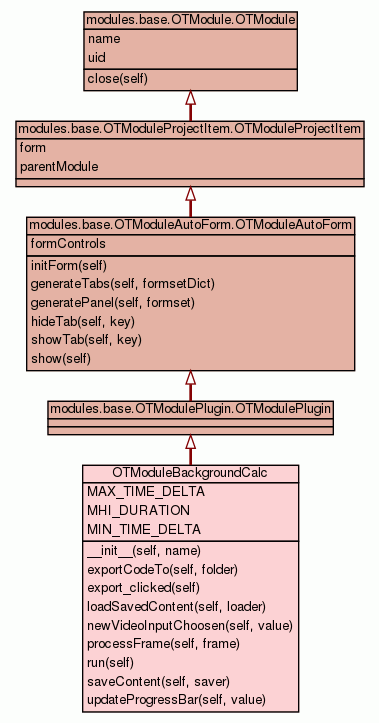 modules.base.OTModule.OTModule
name
uid
close(self)
modules.base.OTModuleProjectItem.OTModuleProjectItem
form
parentModule
modules.base.OTModuleAutoForm.OTModuleAutoForm
formControls
initForm(self)
generateTabs(self, formsetDict)
generatePanel(self, formset)
hideTab(self, key)
showTab(self, key)
show(self)
modules.base.OTModulePlugin.OTModulePlugin
OTModuleBackgroundCalc
MAX_TIME_DELTA
MHI_DURATION
MIN_TIME_DELTA
__init__(self, name)
exportCodeTo(self, folder)
export_clicked(self)
loadSavedContent(self, loader)
newVideoInputChoosen(self, value)
processFrame(self, frame)
run(self)
saveContent(self, saver)
updateProgressBar(self, value)